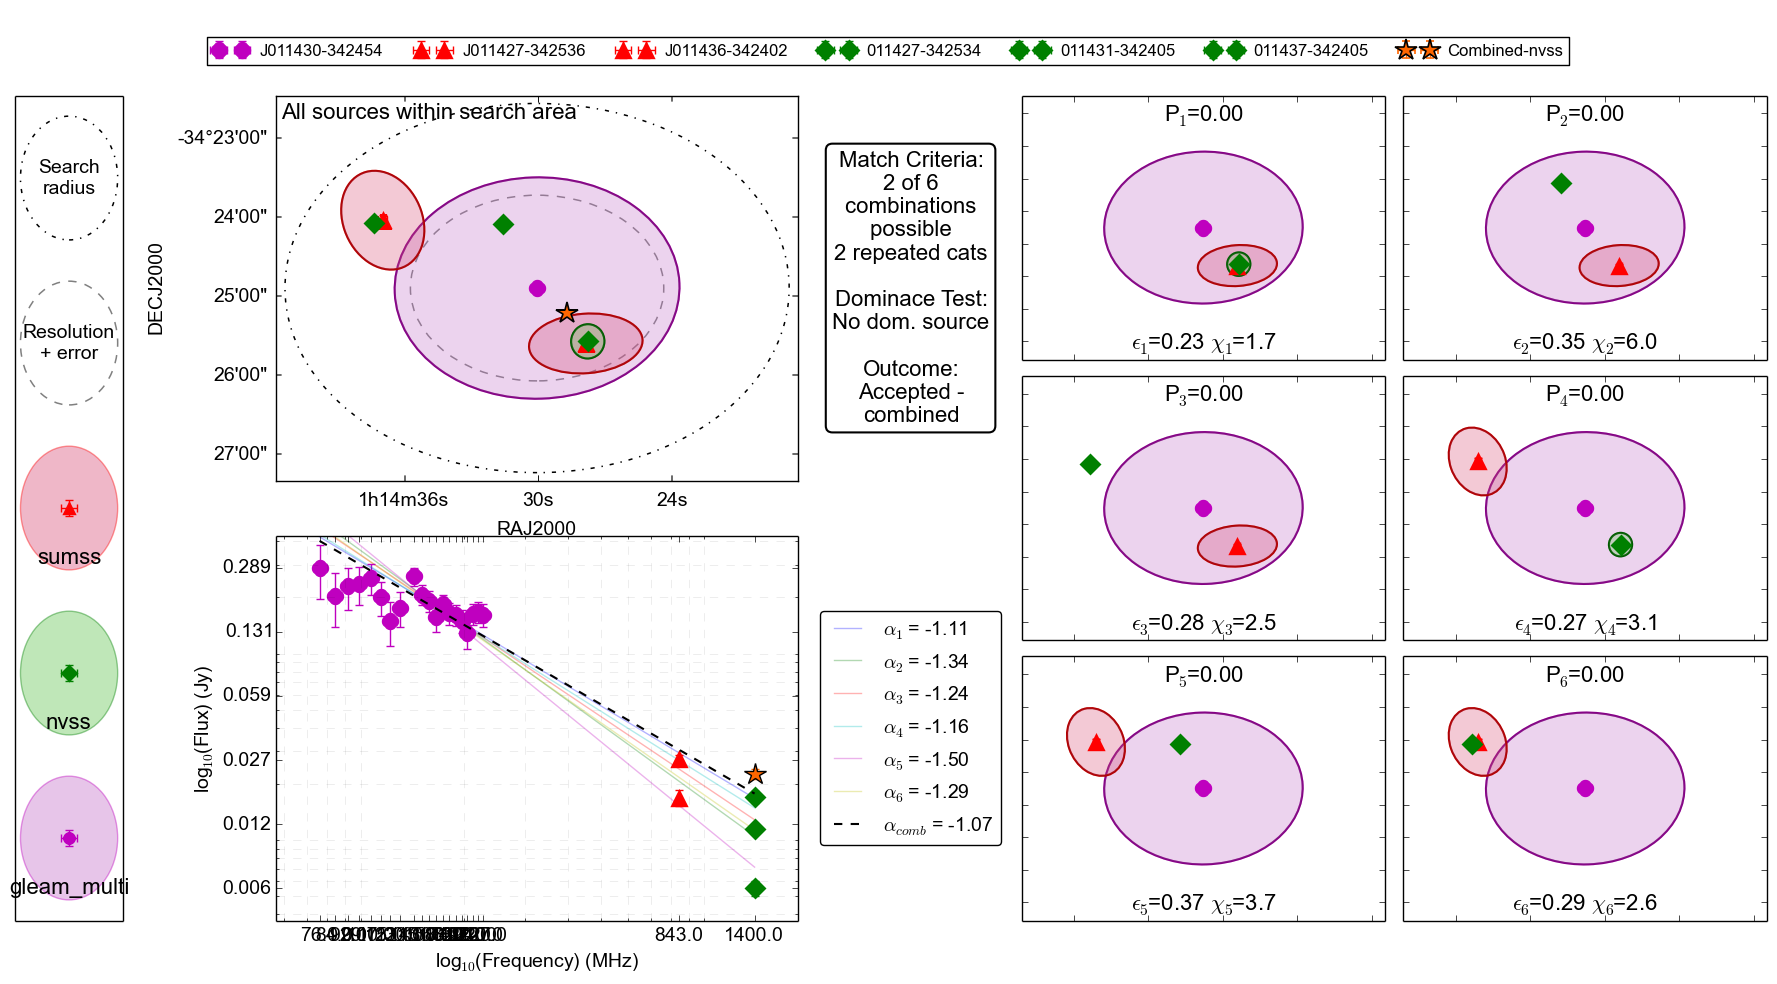 J011430-342454 J011427-342536 J011436-342402 011427-342534 011431-342405 011437-342405 Combined-nvss
Search
radius
Resolution
+ error
sumss
nvss
gleam_multi
All sources within search area
-34°23'00"
24'00"
25'00"
26'00"
27'00"
DECJ2000
1h14m36s 30s 24s
RAJ2000
Match Criteria:
2 of 6
combinations
possible
2 repeated cats
Dominace Test:
No dom. source
Outcome:
Accepted -
combined
0.289
0.131
0.059
0.027
0.012
0.006
log10(Flux) (Jy)
843.0 1400.0
log10(Frequency) (MHz)
α1 = -1.11
α2 = -1.34
α3 = -1.24
α4 = -1.16
α5 = -1.50
α6 = -1.29
αcomb = -1.07
P1=0.00
ϵ1=0.23 χ1=1.7
P2=0.00
ϵ2=0.35 χ2=6.0
P3=0.00
ϵ3=0.28 χ3=2.5
P4=0.00
ϵ4=0.27 χ4=3.1
P5=0.00
ϵ5=0.37 χ5=3.7
P6=0.00
ϵ6=0.29 χ6=2.6